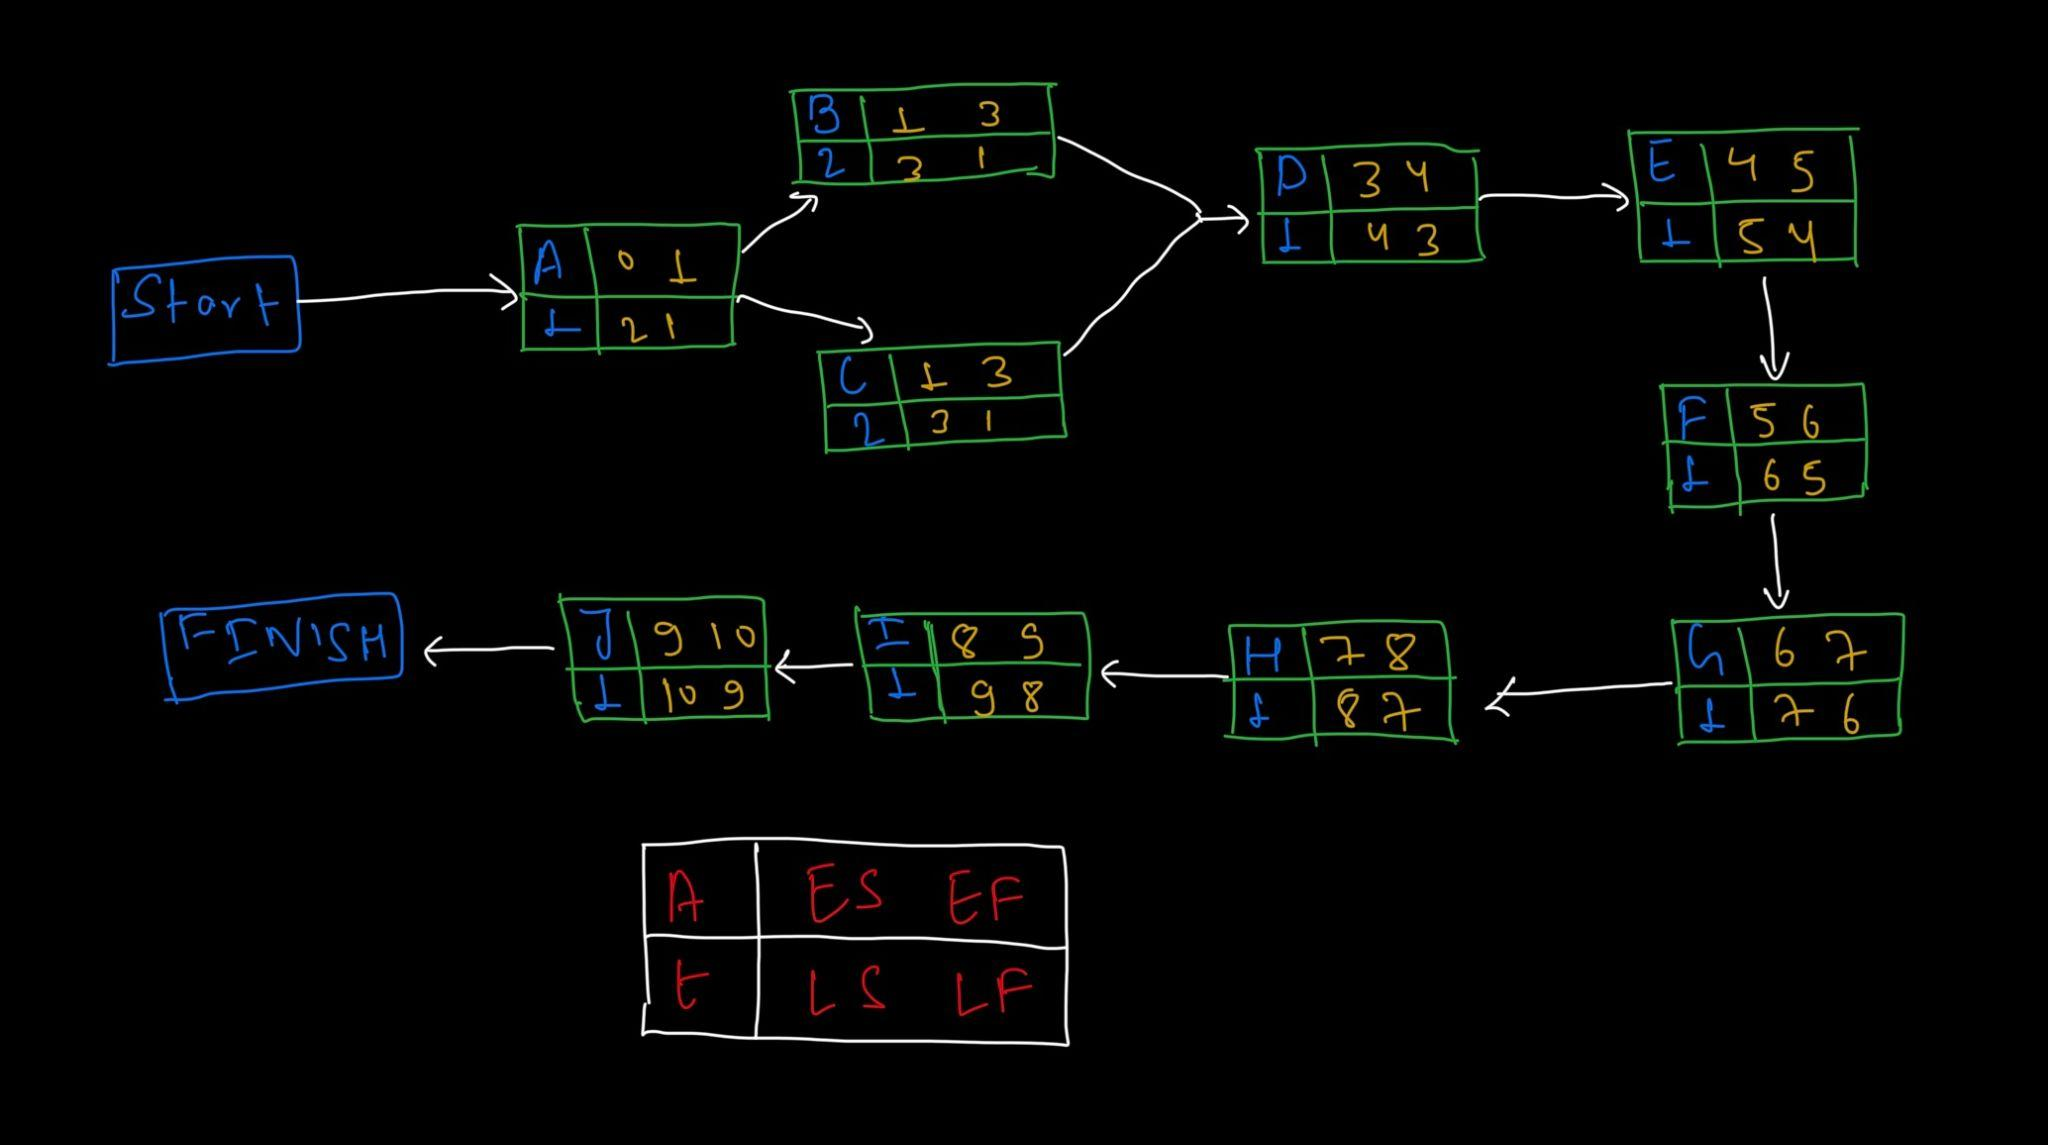 Start
A 0 1
1 2 1
B 1 3
2 3 1
C 1 3
2 3 1
D 3 4
1 4 3
E 4 5
1 5 4
F 5 6
1 6 5
G 6 7
1 7 6
H 7 8
1 8 7
I 8 9
1 9 8
J 9 10
1 10 9
FINISH
A ES EF
t LS LF